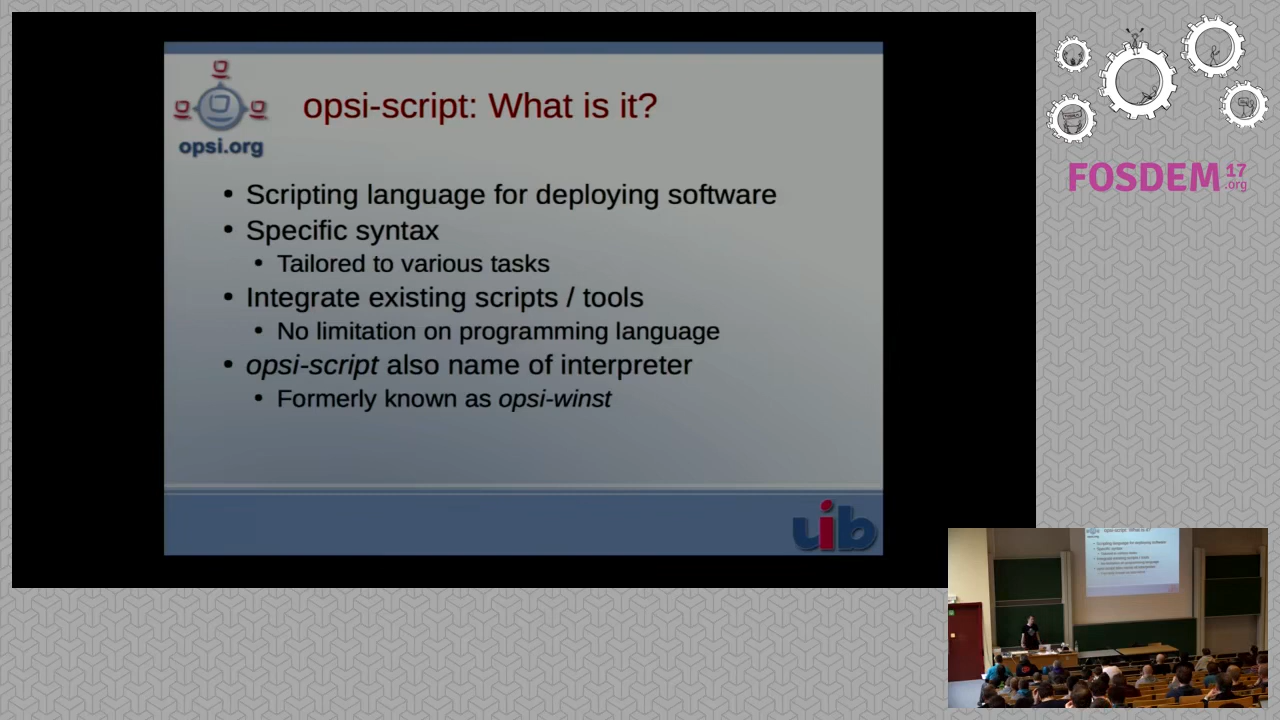 opsi-script: What is it?
opsi.org
• Scripting language for deploying software
• Specific syntax
• Tailored to various tasks
• Integrate existing scripts / tools
• No limitation on programming language
• opsi-script also name of interpreter
• Formerly known as opsi-winst
uib
FOSDEM 17
.org